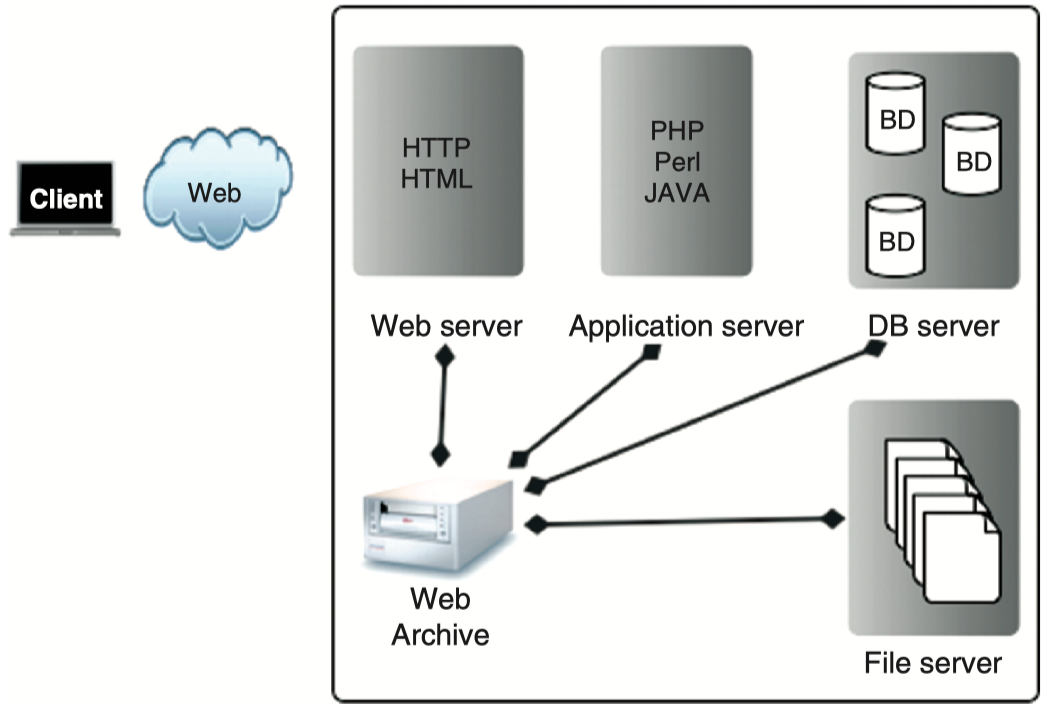 Client
Web
HTTP
HTML
PHP
Perl
JAVA
BD
BD
BD
Web server
Application server
DB server
Web
Archive
File server